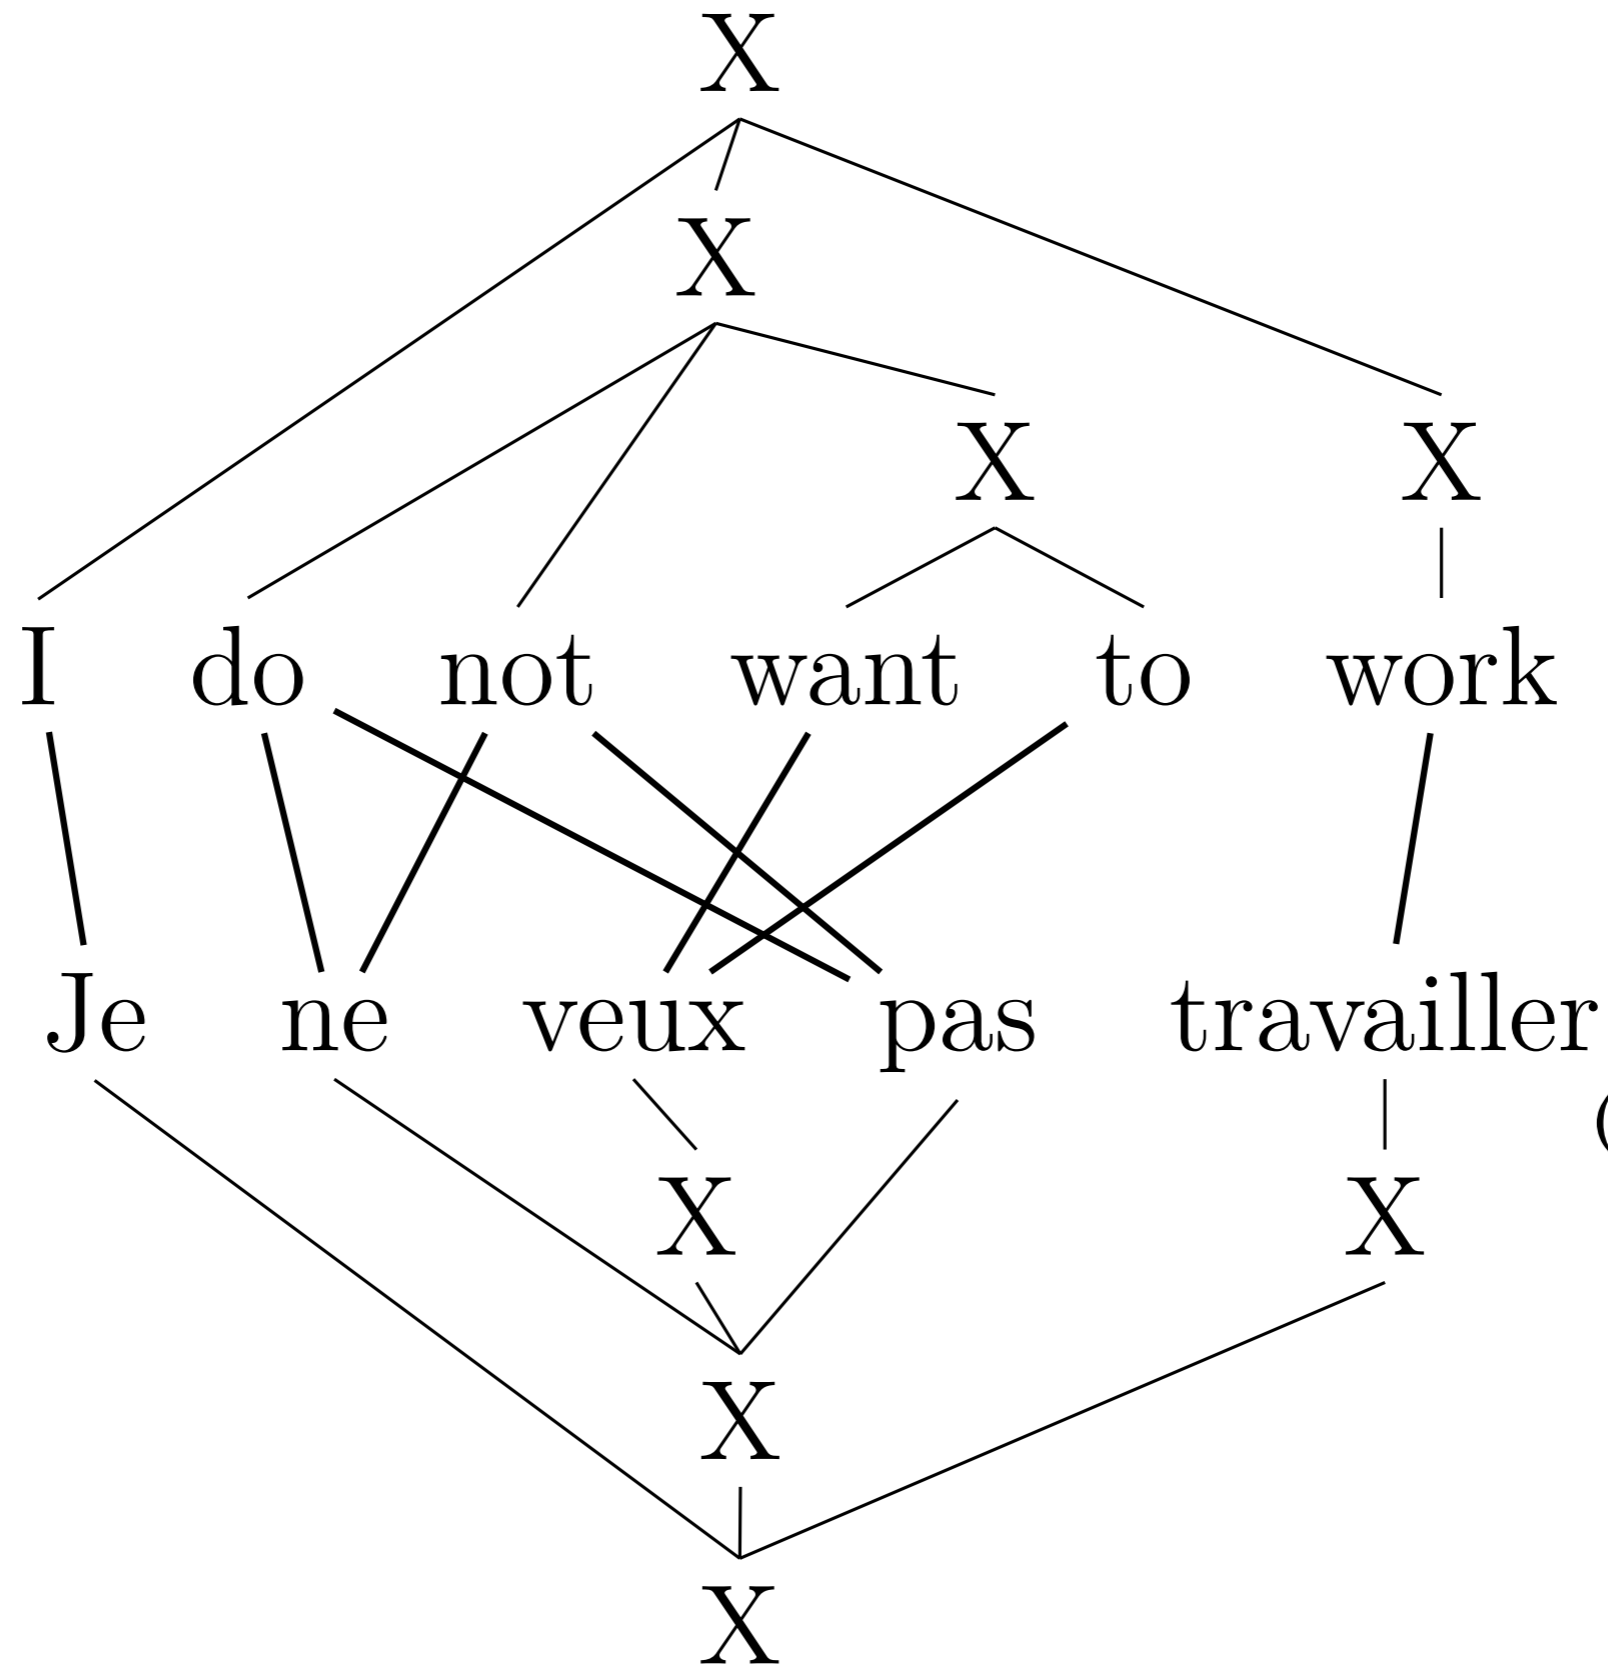 X
X
X X
I do not want to work
Je ne veux pas travailler
(
X X
X
X